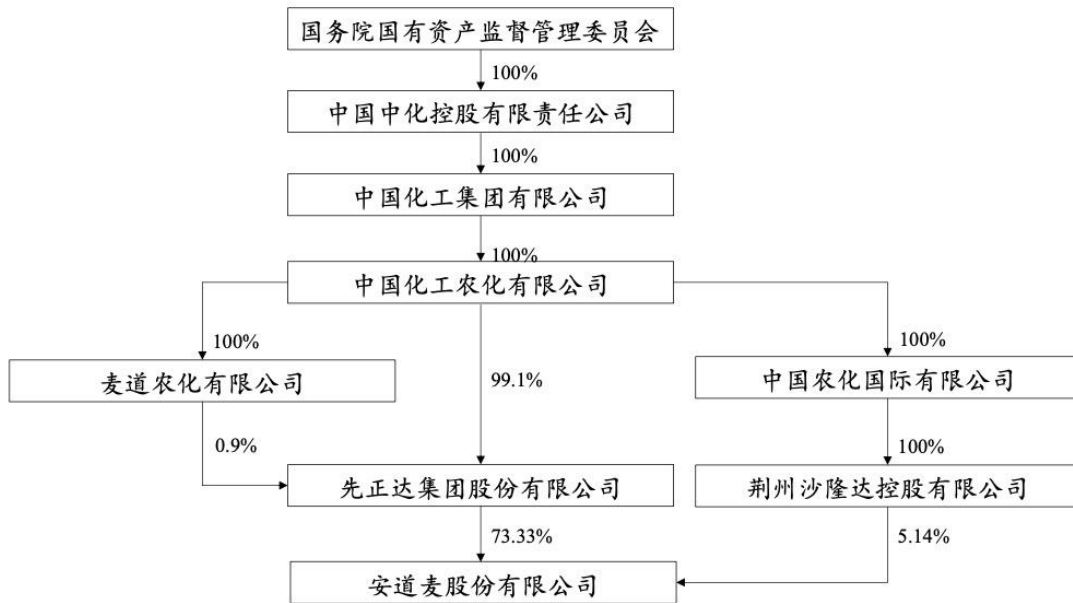 国务院国有资产监督管理委员会
100%
中国中化控股有限责任公司
100%
中国化工集团有限公司
100%
中国化工农化有限公司
100%
99.1%
100%
麦道农化有限公司
中国农化国际有限公司
0.9%
100%
先正达集团股份有限公司
荆州沙隆达控股有限公司
73.33%
5.14%
安道麦股份有限公司